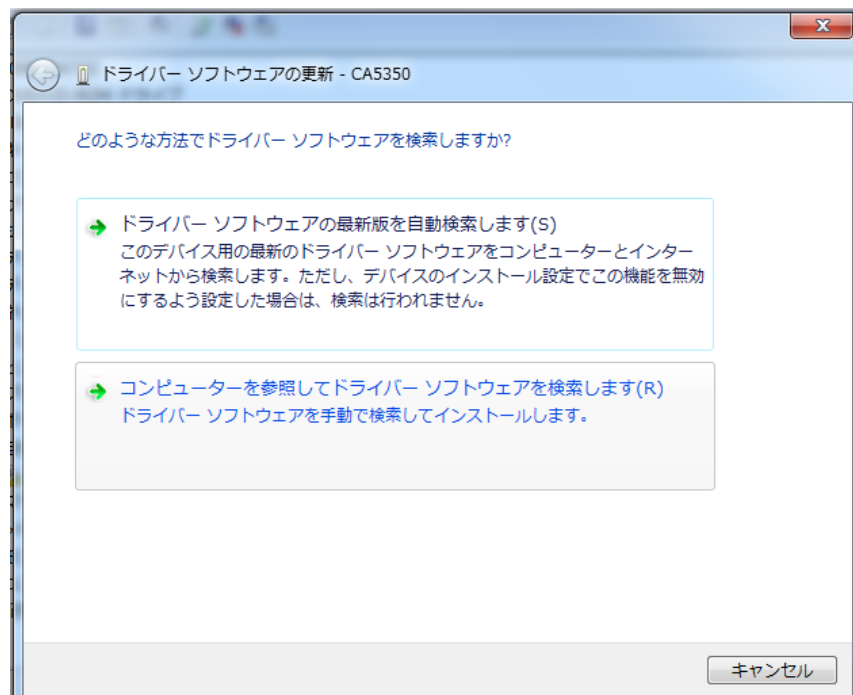 ドライバー ソフトウェアの更新 - CA5350
どのような方法でドライバー ソフトウェアを検索しますか?
ドライバー ソフトウェアの最新版を自動検索します(S)
このデバイス用の最新のドライバー ソフトウェアをコンピューターとインター
ネットから検索します。ただし、デバイスのインストール設定でこの機能を無効
にするよう設定した場合は、検索は行われません。
コンピューターを参照してドライバー ソフトウェアを検索します(R)
ドライバー ソフトウェアを手動で検索してインストールします。
キャンセル